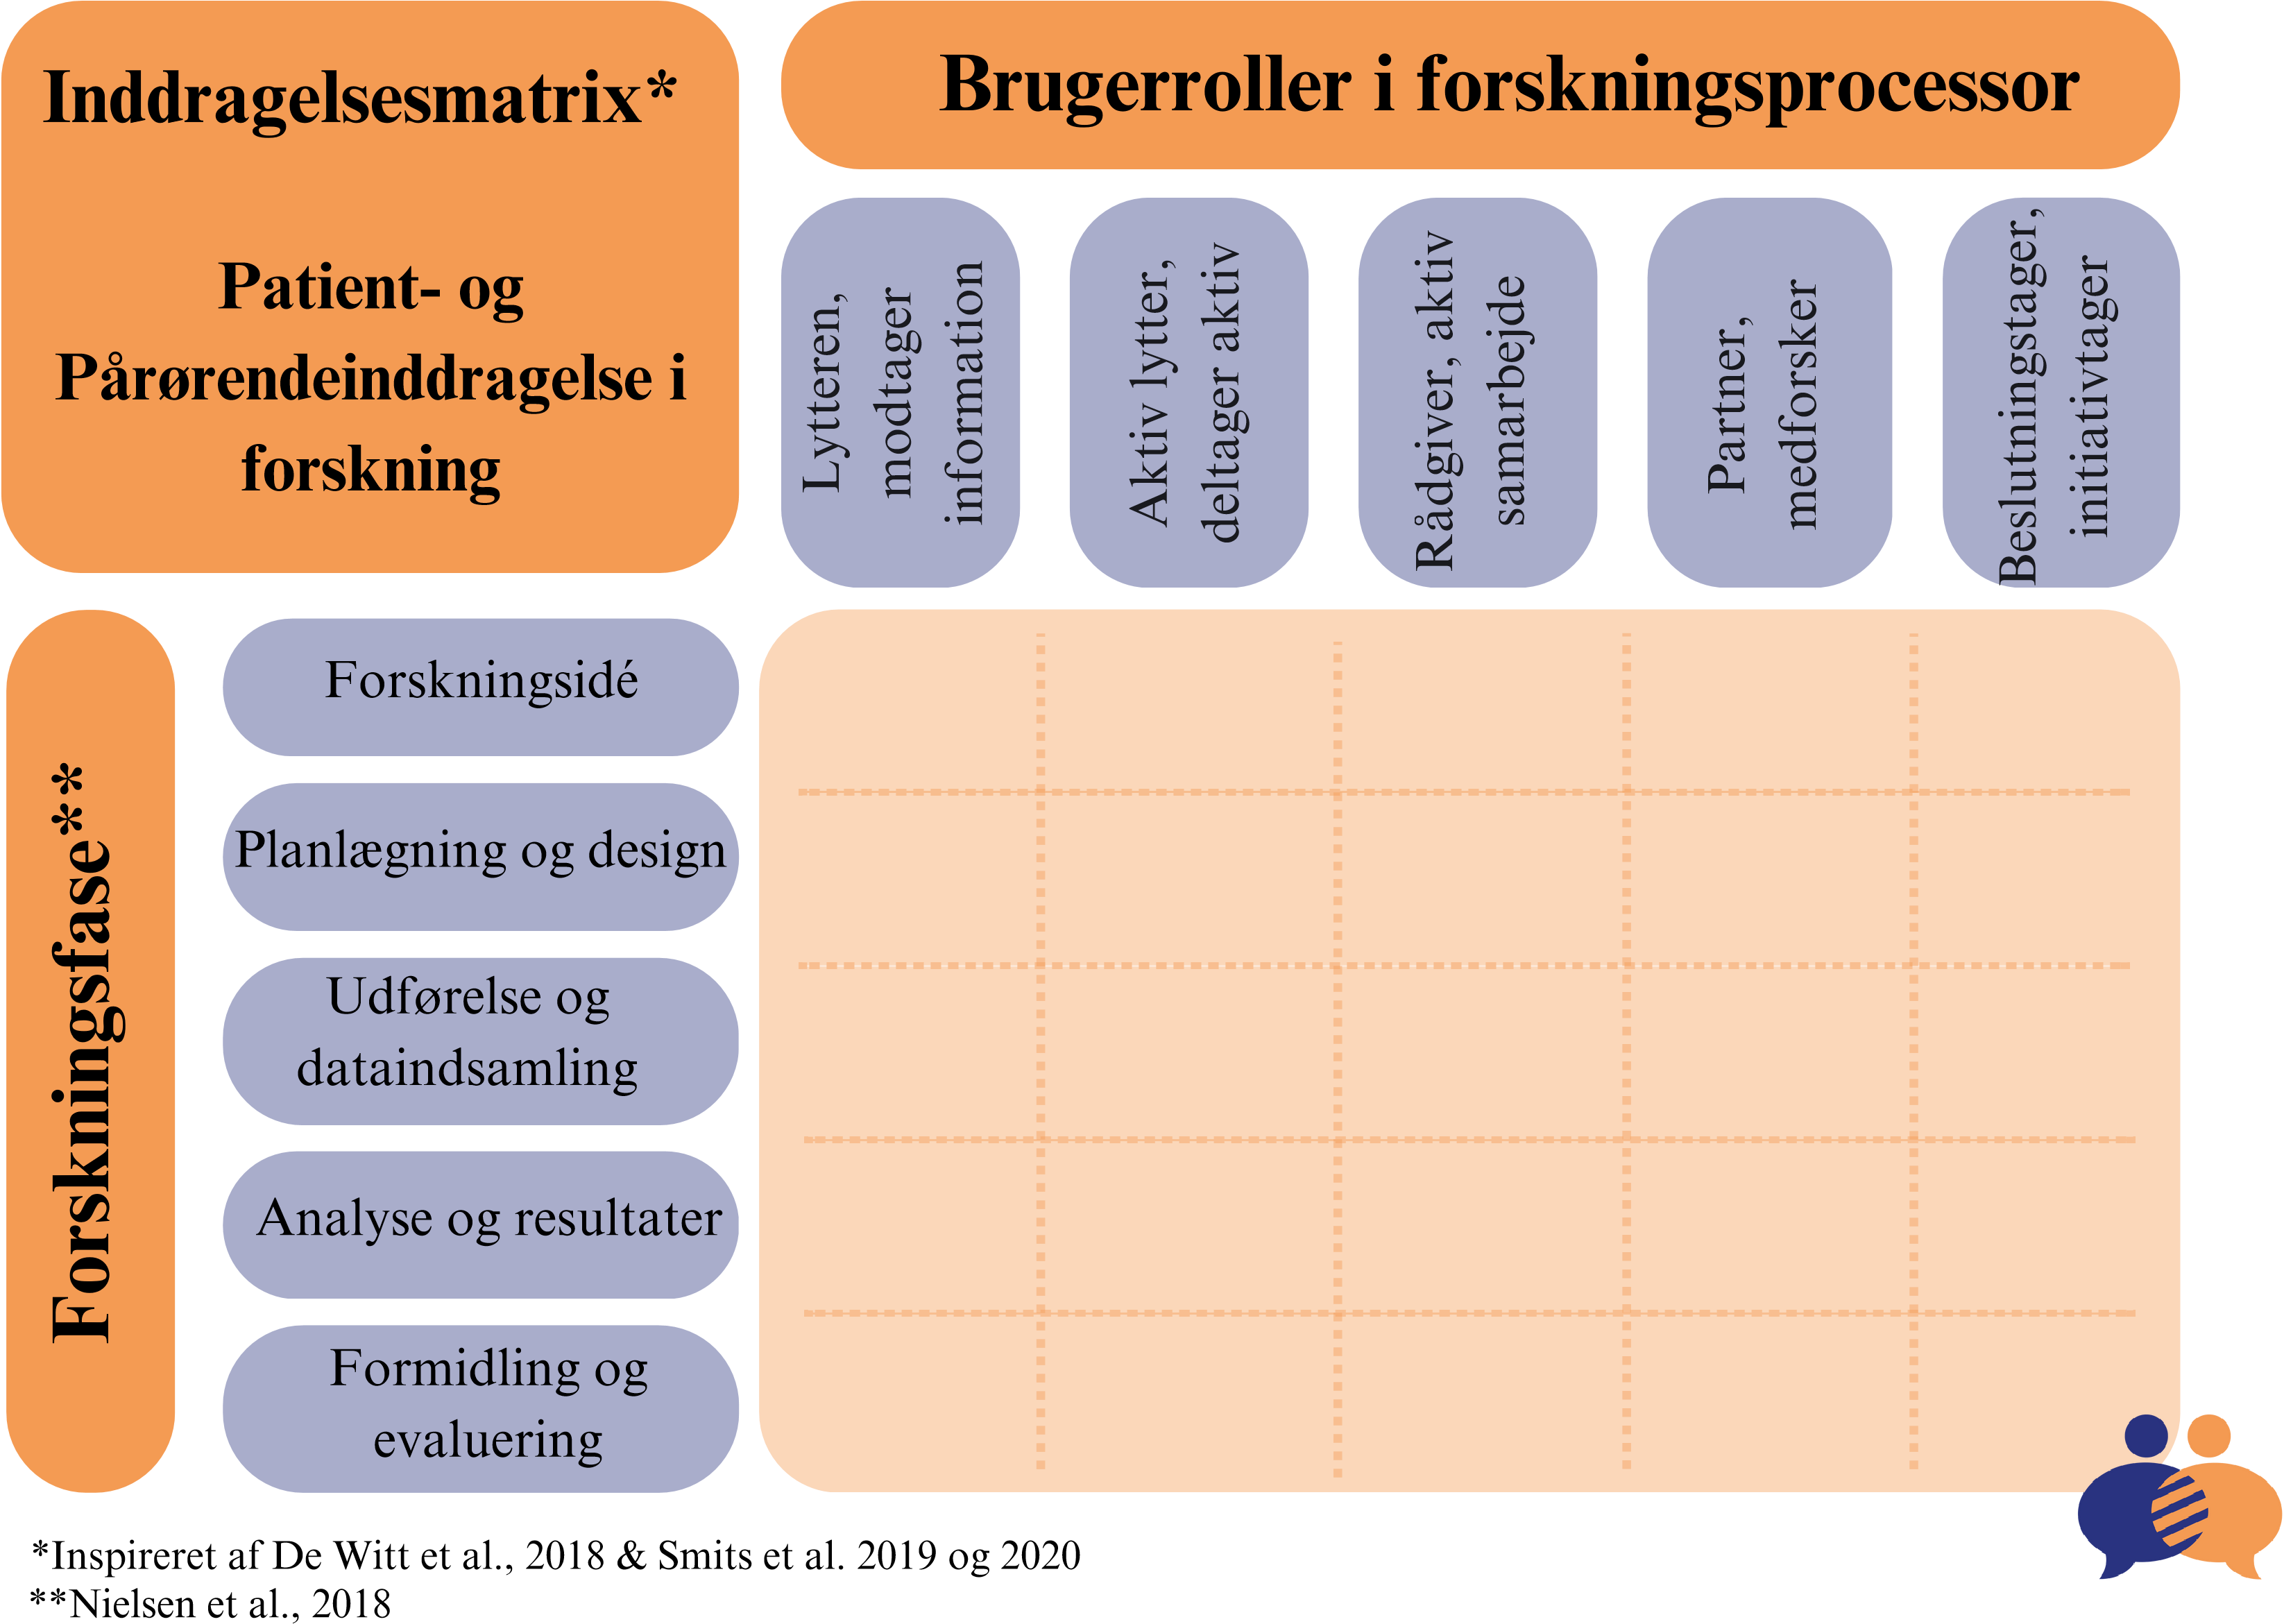 Inddragelsesmatrix*
Patient- og
Pårørendeinddragelse i
forskning
Brugerroller i forskningsprocessor
Lytteren,
modtager
information
Aktiv lytter,
deltager aktiv
Rådgiver, aktiv
samarbejde
Partner,
medforsker
Beslutningstager,
initiativtager
Forskningsfase**
Forskningsidé
Planlægning og design
Udførelse og
dataindsamling
Analyse og resultater
Formidling og
evaluering
*Inspireret af De Witt et al., 2018 & Smits et al. 2019 og 2020
**Nielsen et al., 2018